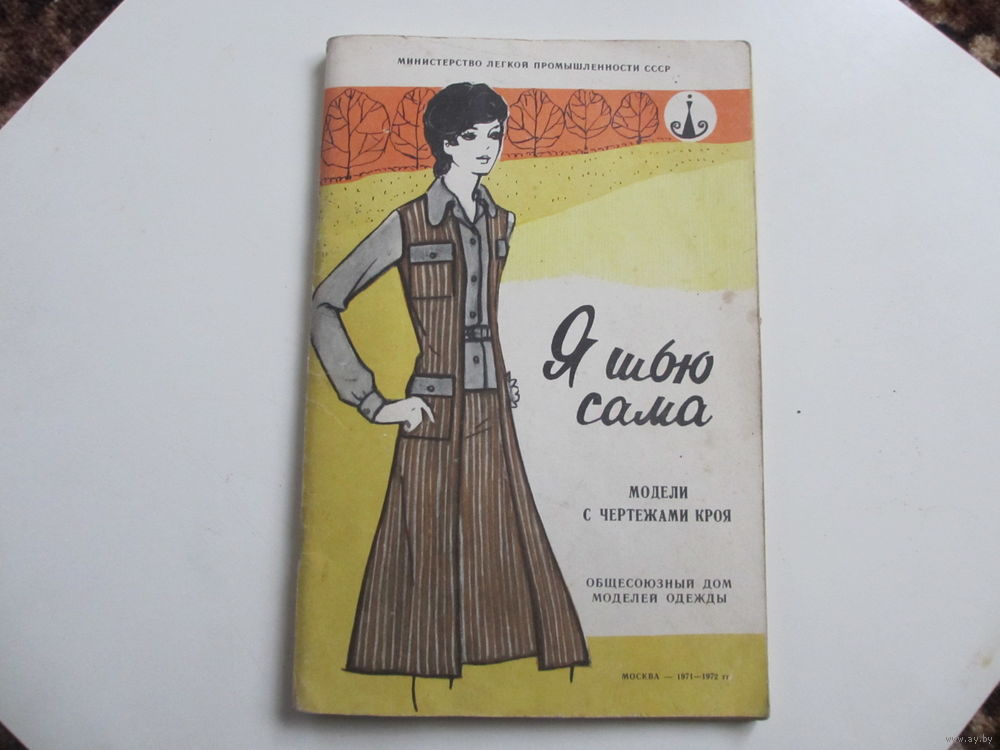 МИНИСТЕРСТВО ЛЕГКОЙ ПРОМЫШЛЕННОСТИ СССР
Я шью
сама
МОДЕЛИ
С ЧЕРТЕЖАМИ КРОЯ
ОБЩЕСОЮЗНЫЙ ДОМ
МОДЕЛЕЙ ОДЕЖДЫ
МОСКВА — 1971—1972 гг
www.ay.by